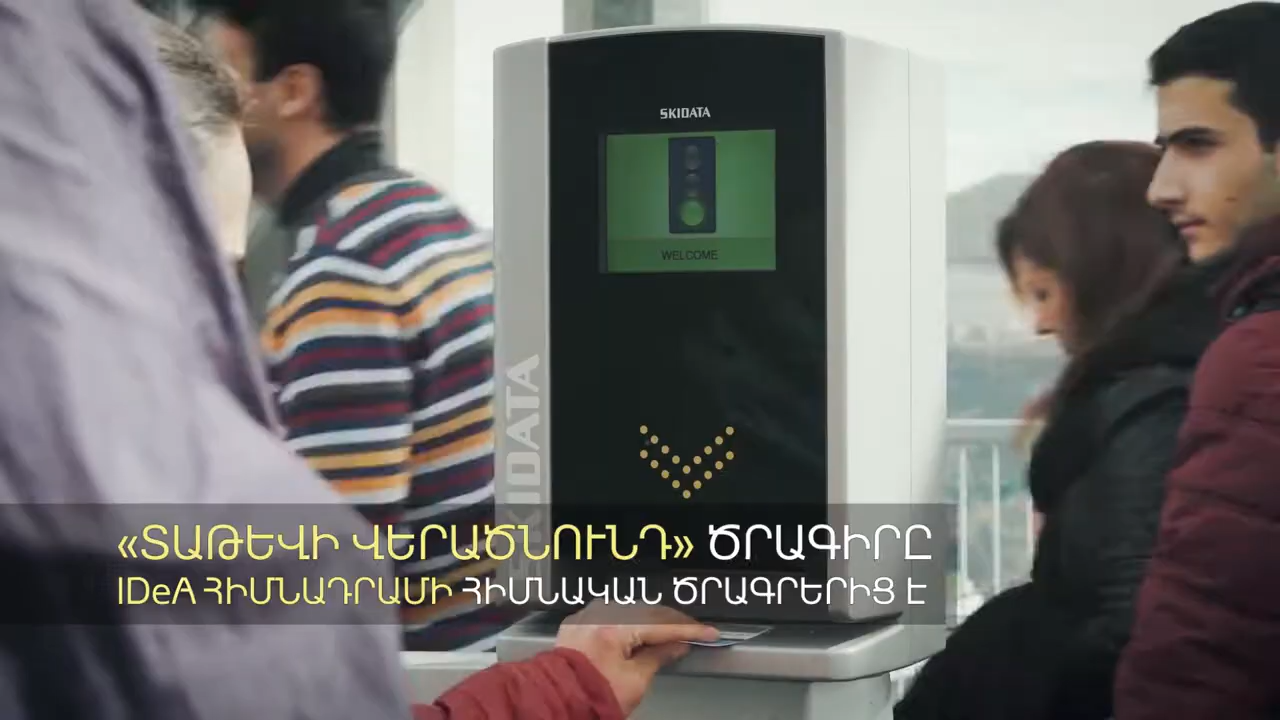 SKIDATA
WELCOME
SKIDATA
«ՏԱԹԵՎԻ ՎԵՐԱԾՆՈՒՆԴ» ԾՐԱԳԻՐԸ
IDeA ՀԻՄՆԱԴՐԱՄԻ ՀԻՄՆԱԿԱՆ ԾՐԱԳՐԵՐԻՑ Է